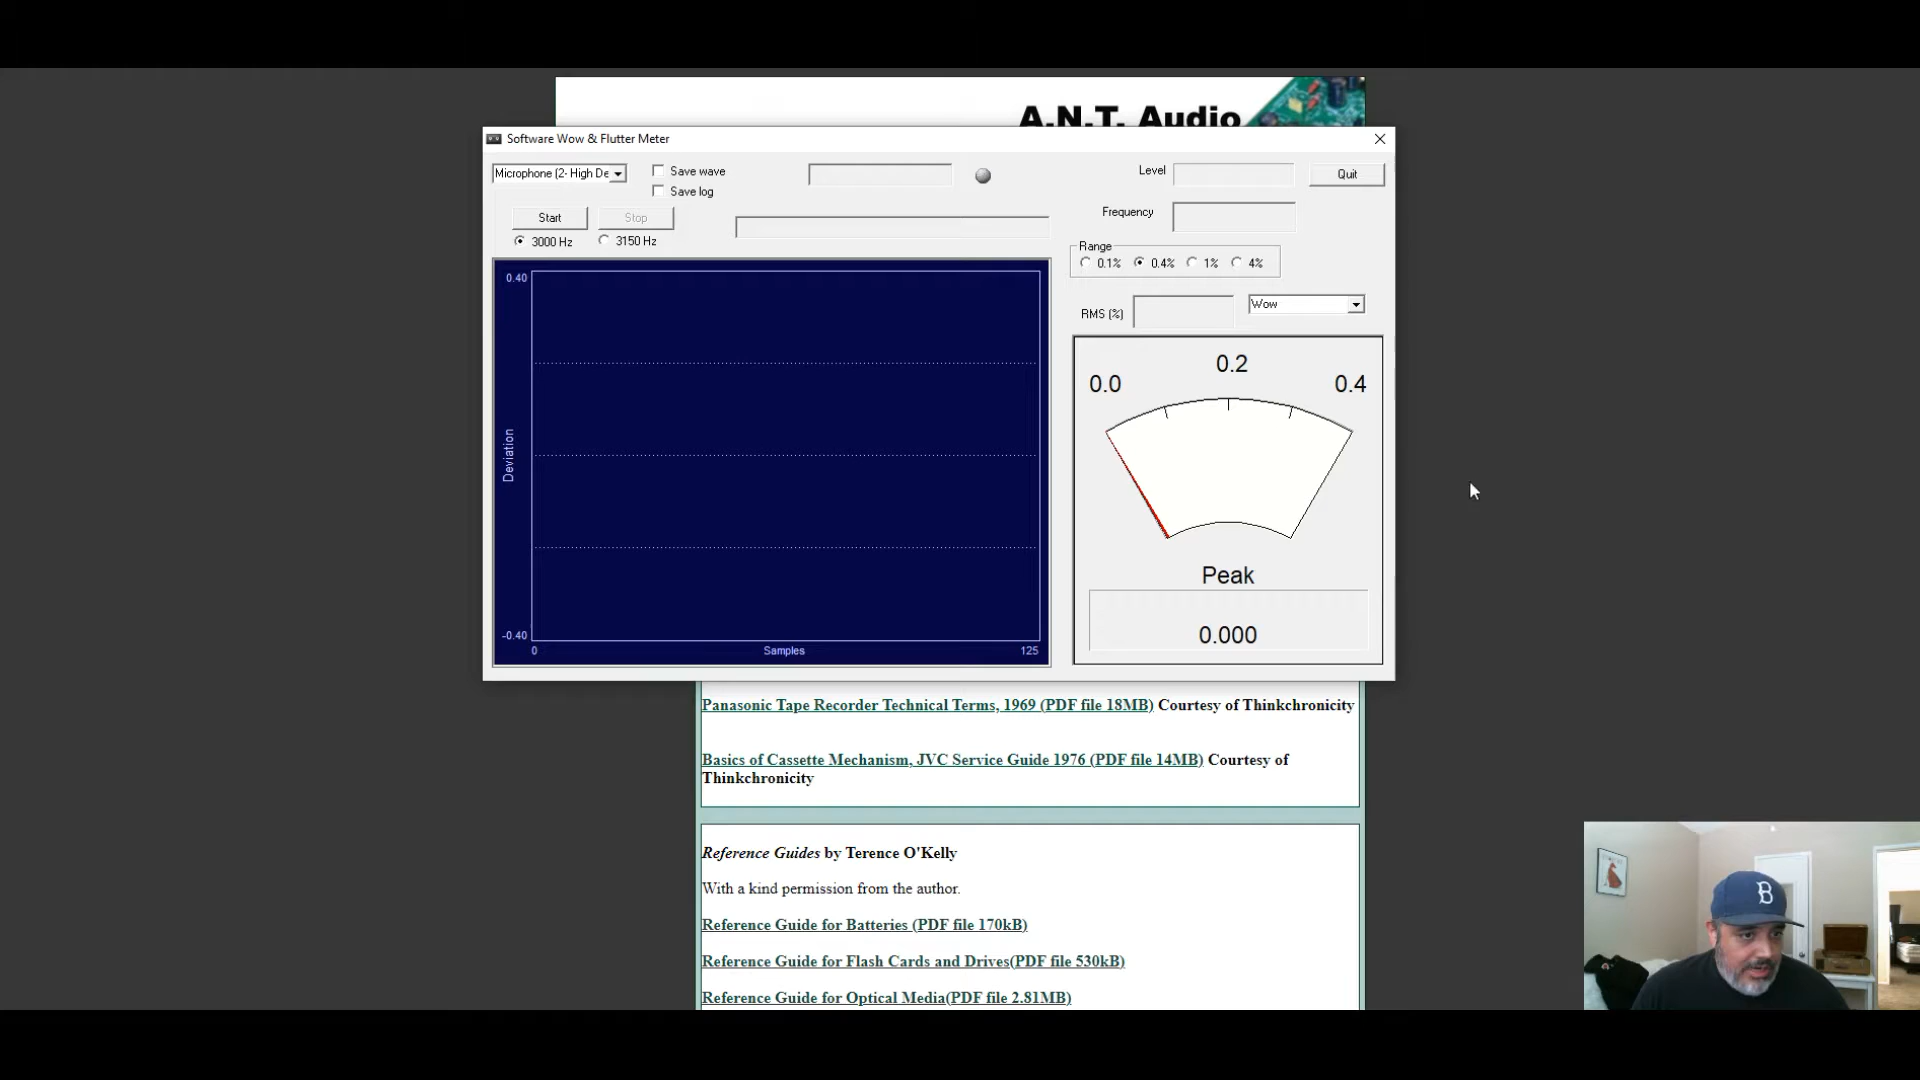 A.N.T. Audio
Software Wow & Flutter Meter
Microphone (2- High De
Save wave
Save log
Level
Quit
Start
Stop
Frequency
3000 Hz
3150 Hz
Range
0.1%
0.4%
1%
4%
RMS (%)
Wow
0.40
Deviation
-0.40
0
Samples
125
0.0
0.2
0.4
Peak
0.000
Panasonic Tape Recorder Technical Terms, 1969 (PDF file 18MB) Courtesy of Thinkchronicity
Basics of Cassette Mechanism, JVC Service Guide 1976 (PDF file 14MB) Courtesy of
Thinkchronicity
Reference Guides by Terence O'Kelly
With a kind permission from the author.
Reference Guide for Batteries (PDF file 170kB)
Reference Guide for Flash Cards and Drives(PDF file 530kB)
Reference Guide for Optical Media(PDF file 2.81MB)
B